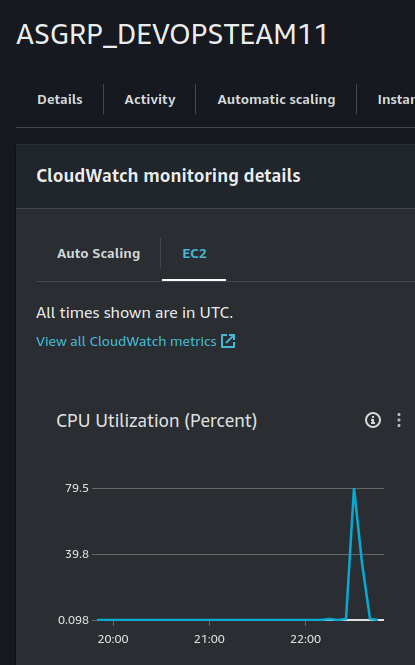 ASGRP_DEVOPSTEAM11
Details Activity Automatic scaling Instan
CloudWatch monitoring details
Auto Scaling EC2
All times shown are in UTC.
View all CloudWatch metrics
CPU Utilization (Percent)
79.5
39.8
0.098
20:00 21:00 22:00